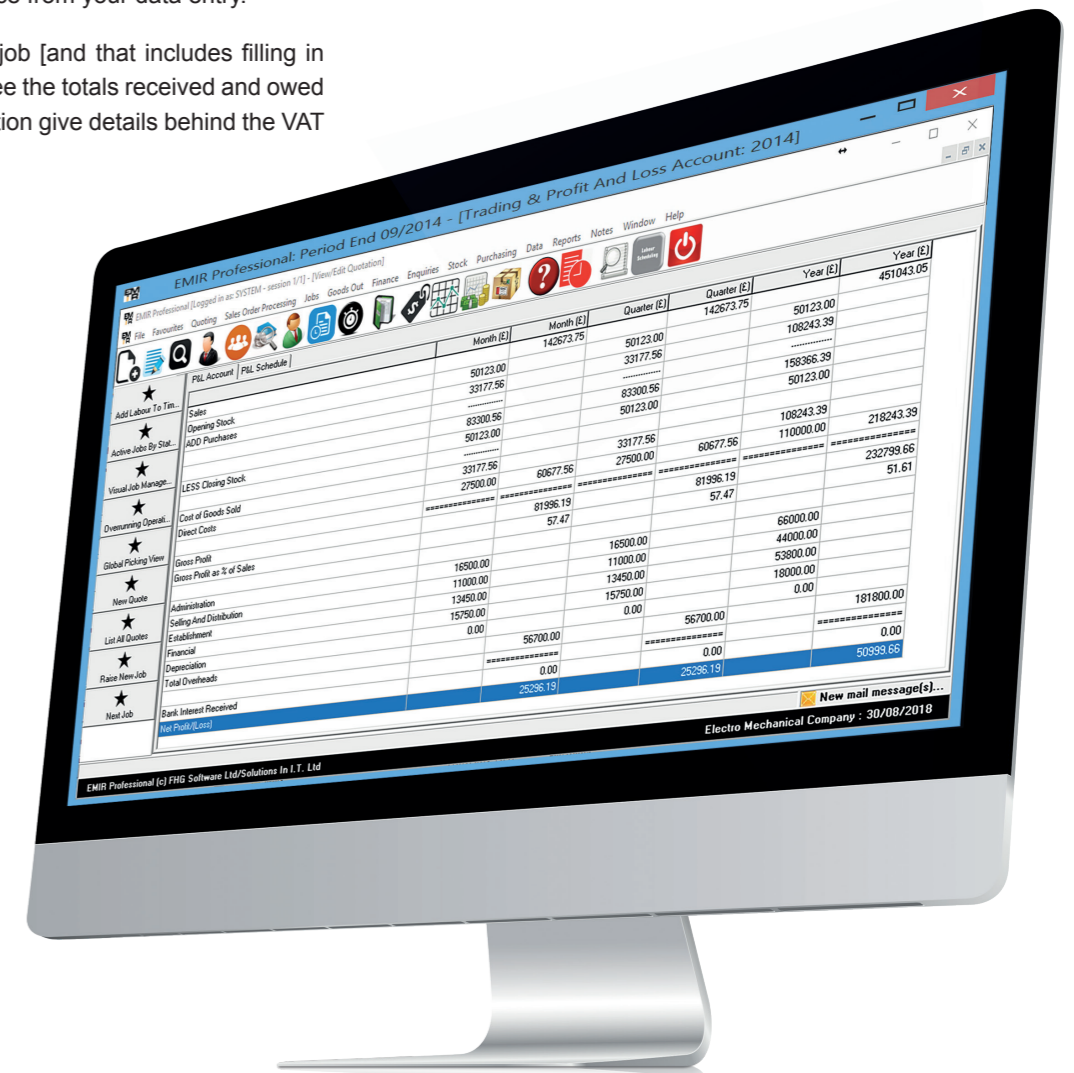 from your data entry.
job [and that includes filling in
the totals received and owed
give details behind the VAT
EMIR Professional: Period End 09/2014 - [Trading & Profit And Loss Account: 2014]
EMIR Professional [Logged in as: SYSTEM - session 1/1] - [View/Edit Quotation]
File Favourites Quoting Sales Order Processing Jobs Goods Out Finance Enquiries Stock Purchasing Data Reports Notes Window Help
Labour Scheduling
Add Labour To Tim...
Active Jobs By Stat...
Visual Job Manage...
Overrunning Operati...
Global Picking View
New Quote
List All Quotes
Raise New Job
Next Job
P&L Account P&L Schedule
Month (£) Month (£) Quarter (£) Quarter (£) Year (£) Year (£)
Sales 142673.75 142673.75 451043.05
Opening Stock 50123.00 50123.00 50123.00
ADD Purchases 33177.56 33177.56 108243.39
------------- ------------- -------------
83300.56 83300.56 158366.39
LESS Closing Stock 50123.00 50123.00 50123.00
-------------
Cost of Goods Sold 33177.56 33177.56 108243.39
Direct Costs 27500.00 60677.56 27500.00 60677.56 110000.00 218243.39
============== ============== ============== ============== ============== ==============
Gross Profit 81996.19 81996.19 232799.66
Gross Profit as % of Sales 57.47 57.47 51.61
Administration 16500.00 16500.00 66000.00
Selling And Distribution 11000.00 11000.00 44000.00
Establishment 13450.00 13450.00 53800.00
Financial 15750.00 15750.00 18000.00
Depreciation 0.00 0.00 0.00
Total Overheads 56700.00 56700.00 181800.00
============== ============== ==============
Bank Interest Received 0.00 0.00 0.00
Net Profit/(Loss) 25296.19 25296.19 50999.66
New mail message(s)...
EMIR Professional (c) FHG Software Ltd/Solutions In I.T. Ltd
Electro Mechanical Company : 30/08/2018